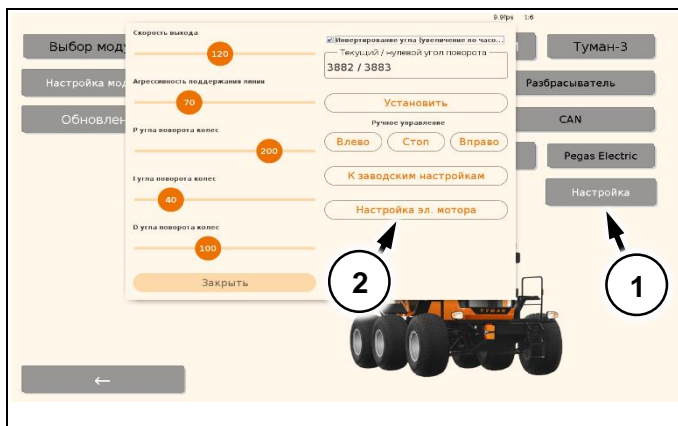 9.9fps 1:6
Выбор мод
Настройка мод
Обновлен
Скорость выхода
120
Агрессивность поддержания линии
70
P угла поворота колес
200
I угла поворота колес
40
D угла поворота колес
100
Закрыть
Инвертирование угла (увеличение по часо...)
Текущий / нулевой угол поворота
3882 / 3883
Установить
Ручное управление
Влево Стоп Вправо
К заводским настройкам
Настройка эл. мотора
Туман-3
Разбрасыватель
CAN
Pegas Electric
Настройка
1
2
ТУМАН
←